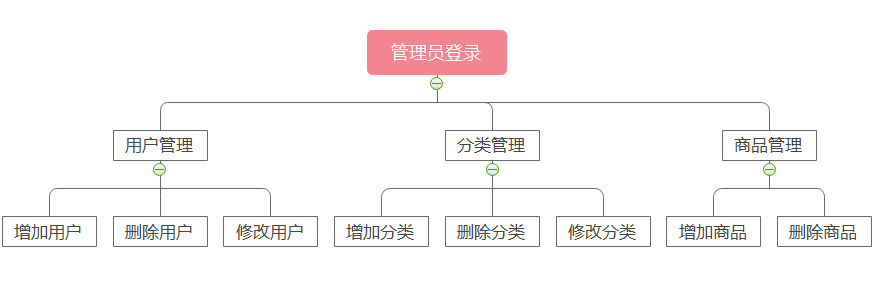 管理员登录
用户管理
分类管理
商品管理
增加用户
删除用户
修改用户
增加分类
删除分类
修改分类
增加商品
删除商品